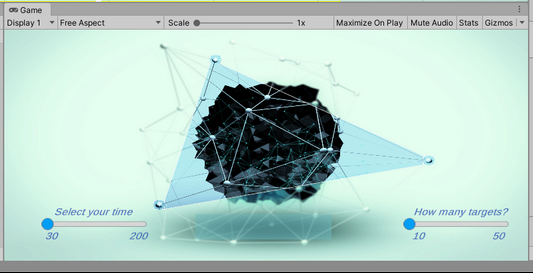 Game
Display 1 Free Aspect Scale 1x Maximize On Play Mute Audio Stats Gizmos
Select your time
30 200
How many targets?
10 50